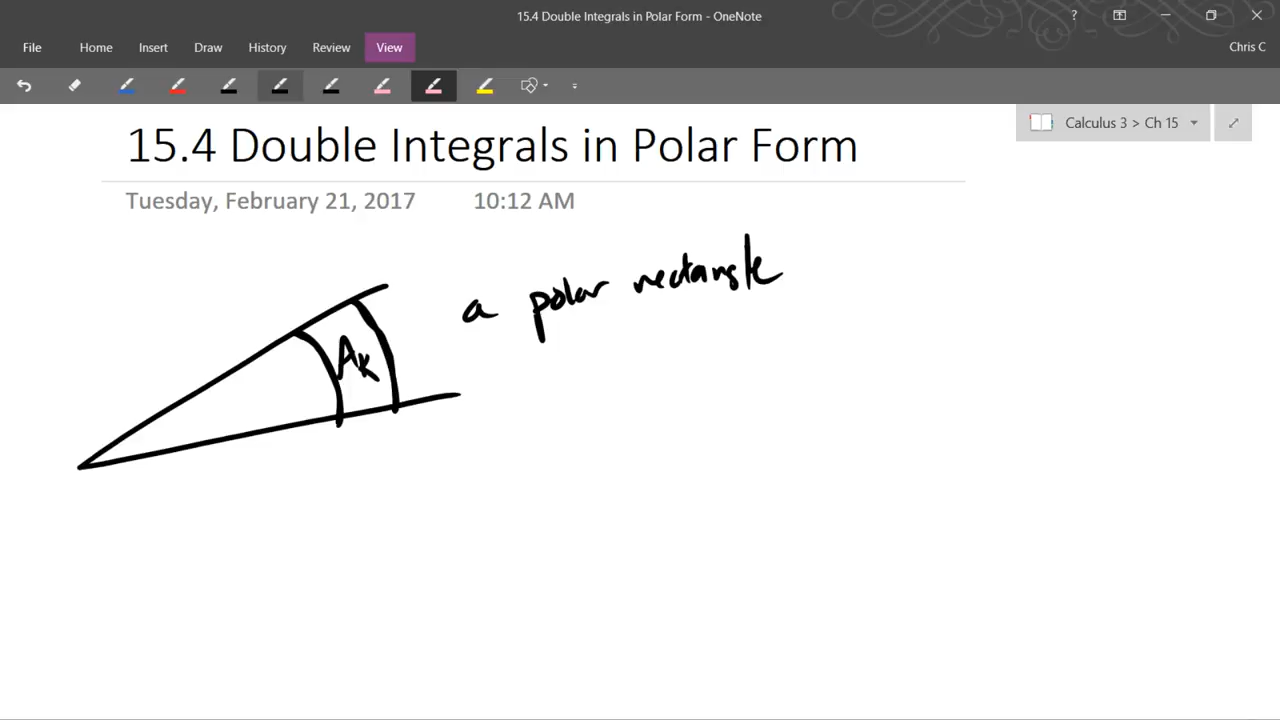 15.4 Double Integrals in Polar Form - OneNote
?
File Home Insert Draw History Review View Chris C
15.4 Double Integrals in Polar Form
Calculus 3 > Ch 15
Tuesday, February 21, 2017 10:12 AM
a polar rectangle
Ak